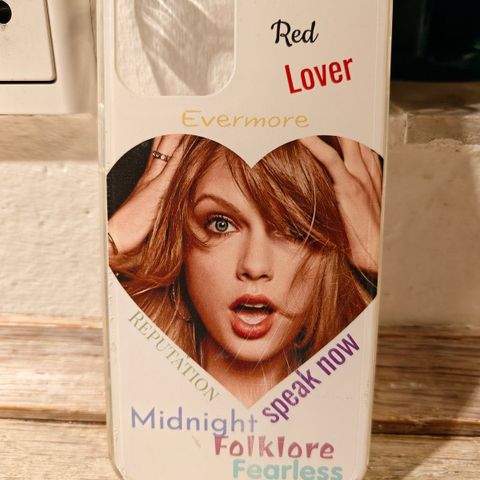 Red
Lover
Evermore
REPUTATION
speak now
Midnight
Folklore
Fearless